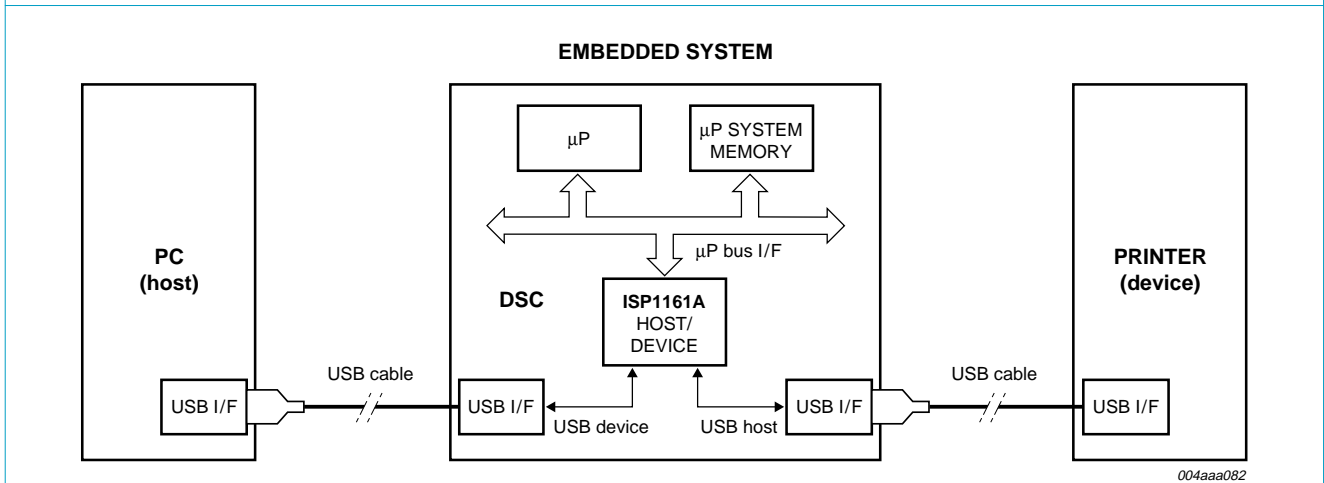 EMBEDDED SYSTEM
μP
μP SYSTEM
MEMORY
μP bus I/F
PC
(host)
DSC
ISP1161A
HOST/
DEVICE
PRINTER
(device)
USB cable
USB cable
USB I/F
USB I/F
USB device
USB host
USB I/F
USB I/F
004aaa082